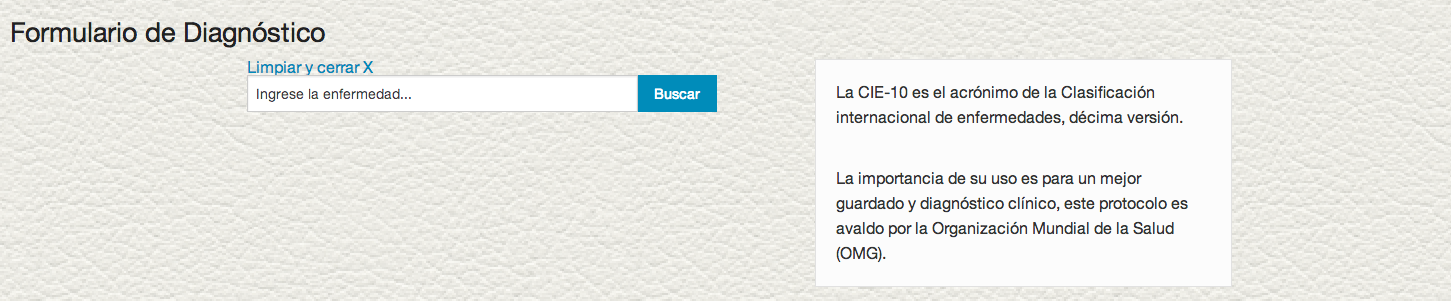 Formulario de Diagnóstico
Limpiar y cerrar X
Ingrese la enfermedad...
Buscar
La CIE-10 es el acrónimo de la Clasificación
internacional de enfermedades, décima versión.
La importancia de su uso es para un mejor
guardado y diagnóstico clínico, este protocolo es
avaldo por la Organización Mundial de la Salud
(OMG).